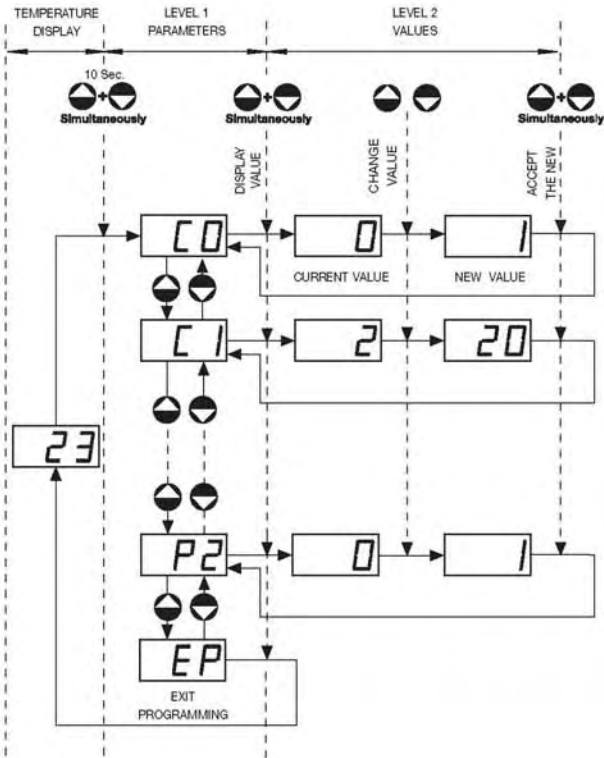 TEMPERATURE
DISPLAY
LEVEL 1
PARAMETERS
LEVEL 2
VALUES
10 Sec.
+
Simultaneously
+
Simultaneously
+
Simultaneously
DISPLAY
VALUE
CHANGE
VALUE
ACCEPT
THE NEW
C0
0
1
CURRENT VALUE
NEW VALUE
C1
2
20
23
P2
0
1
EP
EXIT
PROGRAMMING